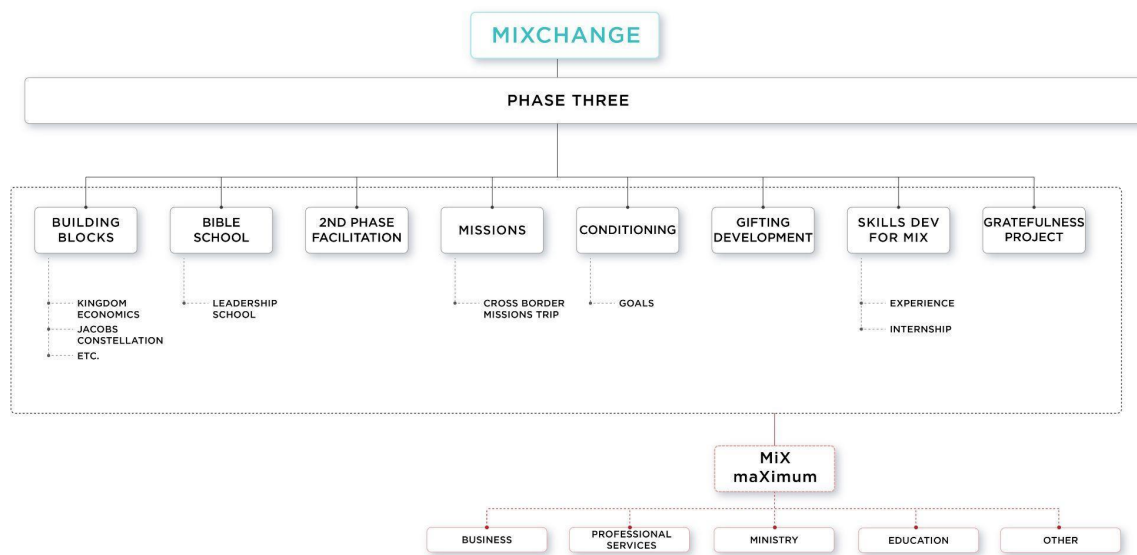 MIXCHANGE
PHASE THREE
BUILDING
BLOCKS
BIBLE
SCHOOL
2ND PHASE
FACILITATION
MISSIONS
CONDITIONING
GIFTING
DEVELOPMENT
SKILLS DEV
FOR MIX
GRATEFULNESS
PROJECT
KINGDOM
ECONOMICS
JACOBS
CONSTELLATION
ETC.
LEADERSHIP
SCHOOL
CROSS BORDER
MISSIONS TRIP
GOALS
EXPERIENCE
INTERNSHIP
MiX
maXimum
BUSINESS
PROFESSIONAL
SERVICES
MINISTRY
EDUCATION
OTHER